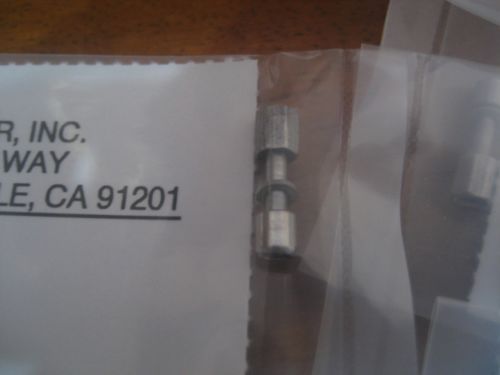 R, INC.
WAY
LE, CA 91201